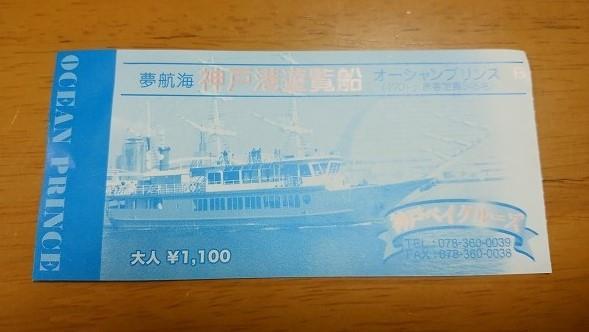 OCEAN PRINCE
夢航海 神戸港遊覧船 オーシャンプリンス
神戸ベイクルーズ
TEL:078-360-0039
FAX:078-360-0038
大人 ¥1,100